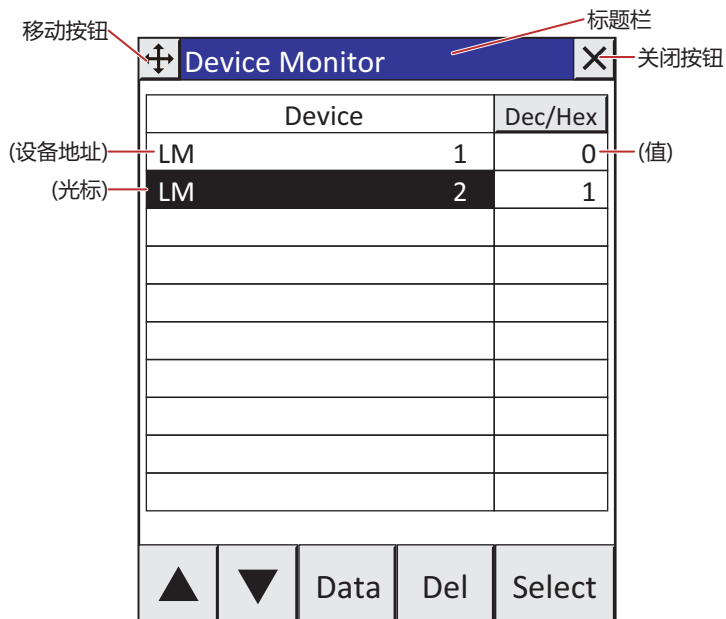 标题栏
移动按钮
Device Monitor
关闭按钮
Device Dec/Hex
(设备地址) LM 1 0 (值)
(光标) LM 2 1
Data Del Select